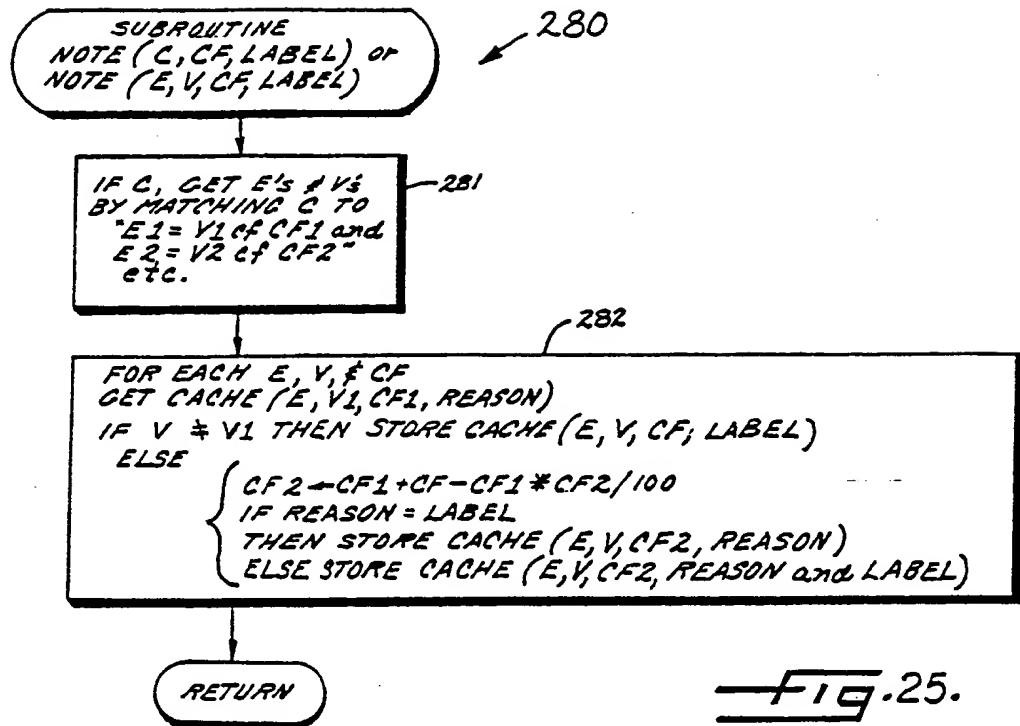 SUBROUTINE
NOTE (C, CF, LABEL) or
NOTE (E, V, CF, LABEL)
280
IF C, GET E's & V's
BY MATCHING C TO
"E1 = V1 cf CF1 and
E2 = V2 cf CF2"
etc.
281
282
FOR EACH E, V, & CF
GET CACHE (E, V1, CF1, REASON)
IF V ≠ V1 THEN STORE CACHE (E, V, CF, LABEL)
ELSE
CF2 ← CF1 + CF - CF1 * CF2/100
IF REASON = LABEL
THEN STORE CACHE (E, V, CF2, REASON)
ELSE STORE CACHE (E, V, CF2, REASON and LABEL)
RETURN
Fig. 25.